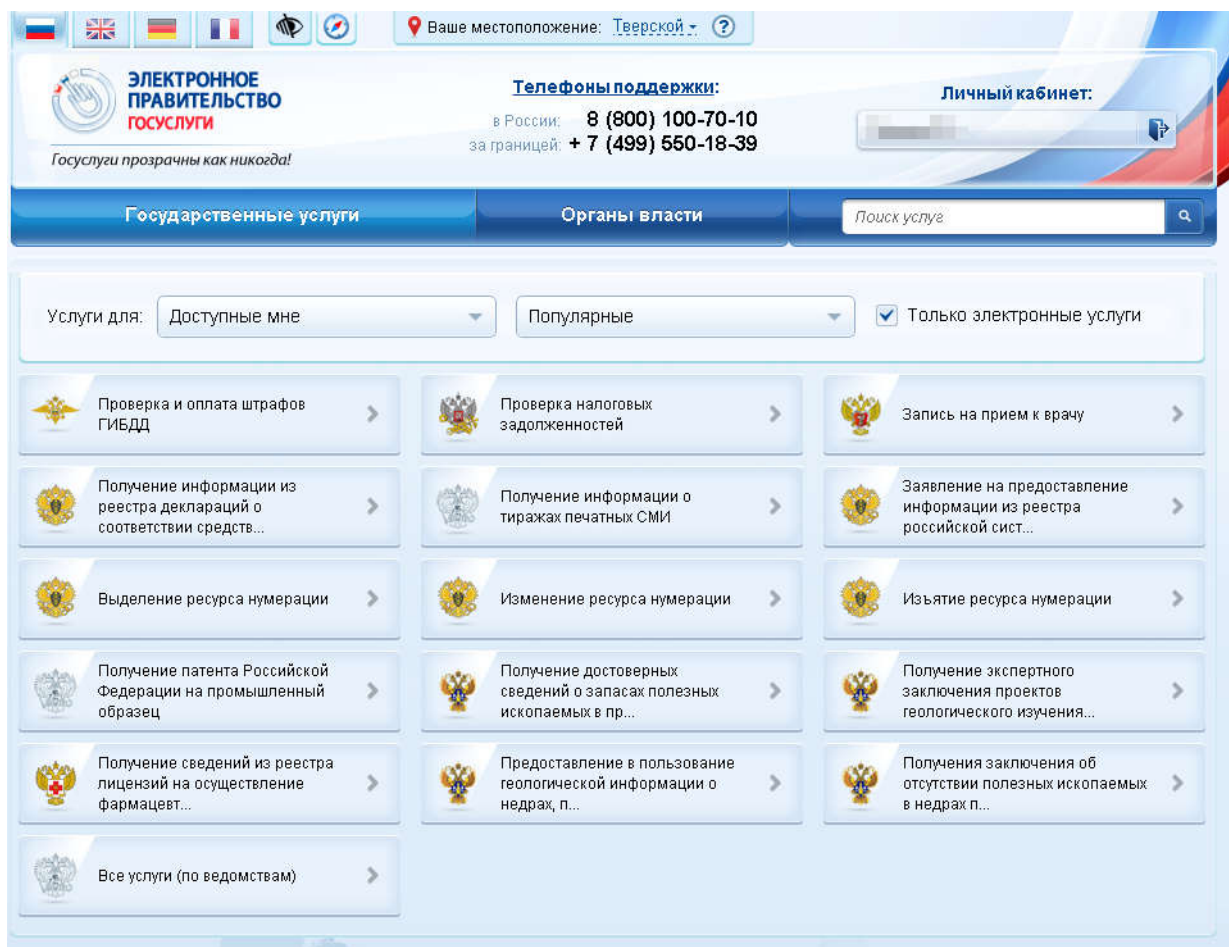 Ваше местоположение: Тверской
ЭЛЕКТРОННОЕ
ПРАВИТЕЛЬСТВО
ГОСУСЛУГИ
Госуслуги прозрачны как никогда!
Телефоны поддержки:
в России: 8 (800) 100-70-10
за границей: + 7 (499) 550-18-39
Личный кабинет:
Государственные услуги
Органы власти
Поиск услуг
Услуги для:
Доступные мне
Популярные
Только электронные услуги
Проверка и оплата штрафов
ГИБДД
Проверка налоговых
задолженностей
Запись на прием к врачу
Получение информации из
реестра деклараций о
соответствии средств...
Получение информации о
тиражах печатных СМИ
Заявление на предоставление
информации из реестра
российской сист...
Выделение ресурса нумерации
Изменение ресурса нумерации
Изъятие ресурса нумерации
Получение патента Российской
Федерации на промышленный
образец
Получение достоверных
сведений о запасах полезных
ископаемых в пр...
Получение экспертного
заключения проектов
геологического изучения...
Получение сведений из реестра
лицензий на осуществление
фармацевт...
Предоставление в пользование
геологической информации о
недрах, п...
Получения заключения об
отсутствии полезных ископаемых
в недрах п...
Все услуги (по ведомствам)